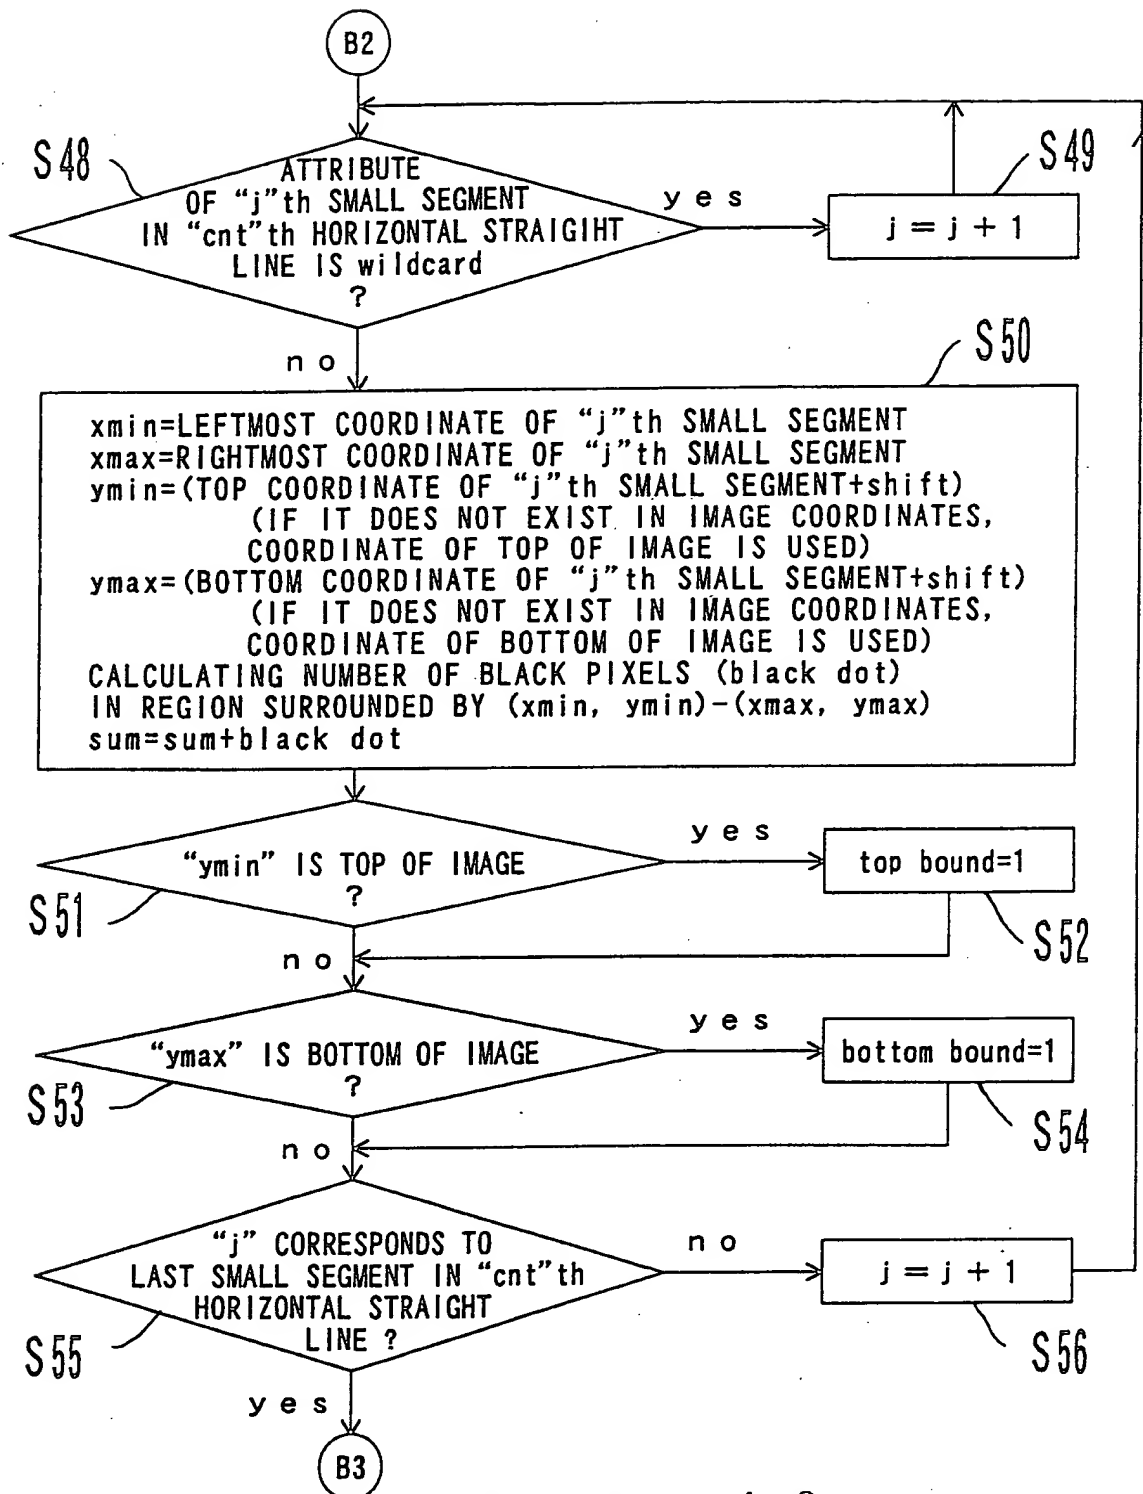 B2
S48
ATTRIBUTE
OF “j”th SMALL SEGMENT
IN “cnt”th HORIZONTAL STRAIGIHT
LINE IS wildcard
?
yes
S49
j = j + 1
no
S50
xmin=LEFTMOST COORDINATE OF “j”th SMALL SEGMENT
xmax=RIGHTMOST COORDINATE OF “j”th SMALL SEGMENT
ymin=(TOP COORDINATE OF “j”th SMALL SEGMENT+shift)
(IF IT DOES NOT EXIST IN IMAGE COORDINATES,
COORDINATE OF TOP OF IMAGE IS USED)
ymax=(BOTTOM COORDINATE OF “j”th SMALL SEGMENT+shift)
(IF IT DOES NOT EXIST IN IMAGE COORDINATES,
COORDINATE OF BOTTOM OF IMAGE IS USED)
CALCULATING NUMBER OF BLACK PIXELS (black dot)
IN REGION SURROUNDED BY (xmin, ymin)-(xmax, ymax)
sum=sum+black dot
“ymin” IS TOP OF IMAGE
?
yes
top bound=1
S51
S52
no
“ymax” IS BOTTOM OF IMAGE
?
yes
bottom bound=1
S53
S54
no
“j” CORRESPONDS TO
LAST SMALL SEGMENT IN “cnt”th
HORIZONTAL STRAIGHT
LINE ?
no
j = j + 1
S55
S56
yes
B3